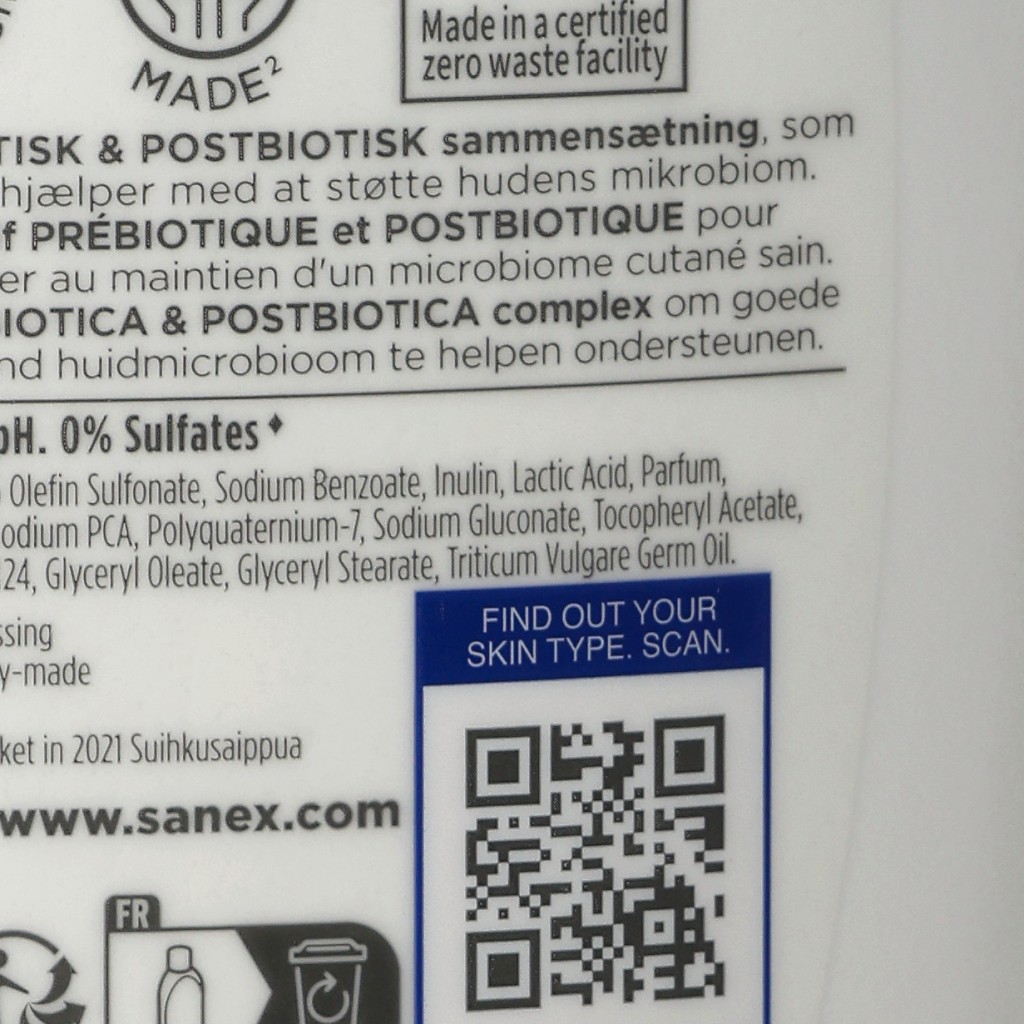 MADE²
Made in a certified
zero waste facility
TISK & POSTBIOTISK sammensætning, som
hjælper med at støtte hudens mikrobiom.
f PRÉBIOTIQUE et POSTBIOTIQUE pour
er au maintien d'un microbiome cutané sain.
IOTICA & POSTBIOTICA complex om goede
nd huidmicrobioom te helpen ondersteunen.
pH. 0% Sulfates♦
Olefin Sulfonate, Sodium Benzoate, Inulin, Lactic Acid, Parfum,
odium PCA, Polyquaternium-7, Sodium Gluconate, Tocopheryl Acetate,
24, Glyceryl Oleate, Glyceryl Stearate, Triticum Vulgare Germ Oil.
ssing
y-made
ket in 2021 Suihkusaippua
www.sanex.com
FIND OUT YOUR
SKIN TYPE. SCAN.
FR